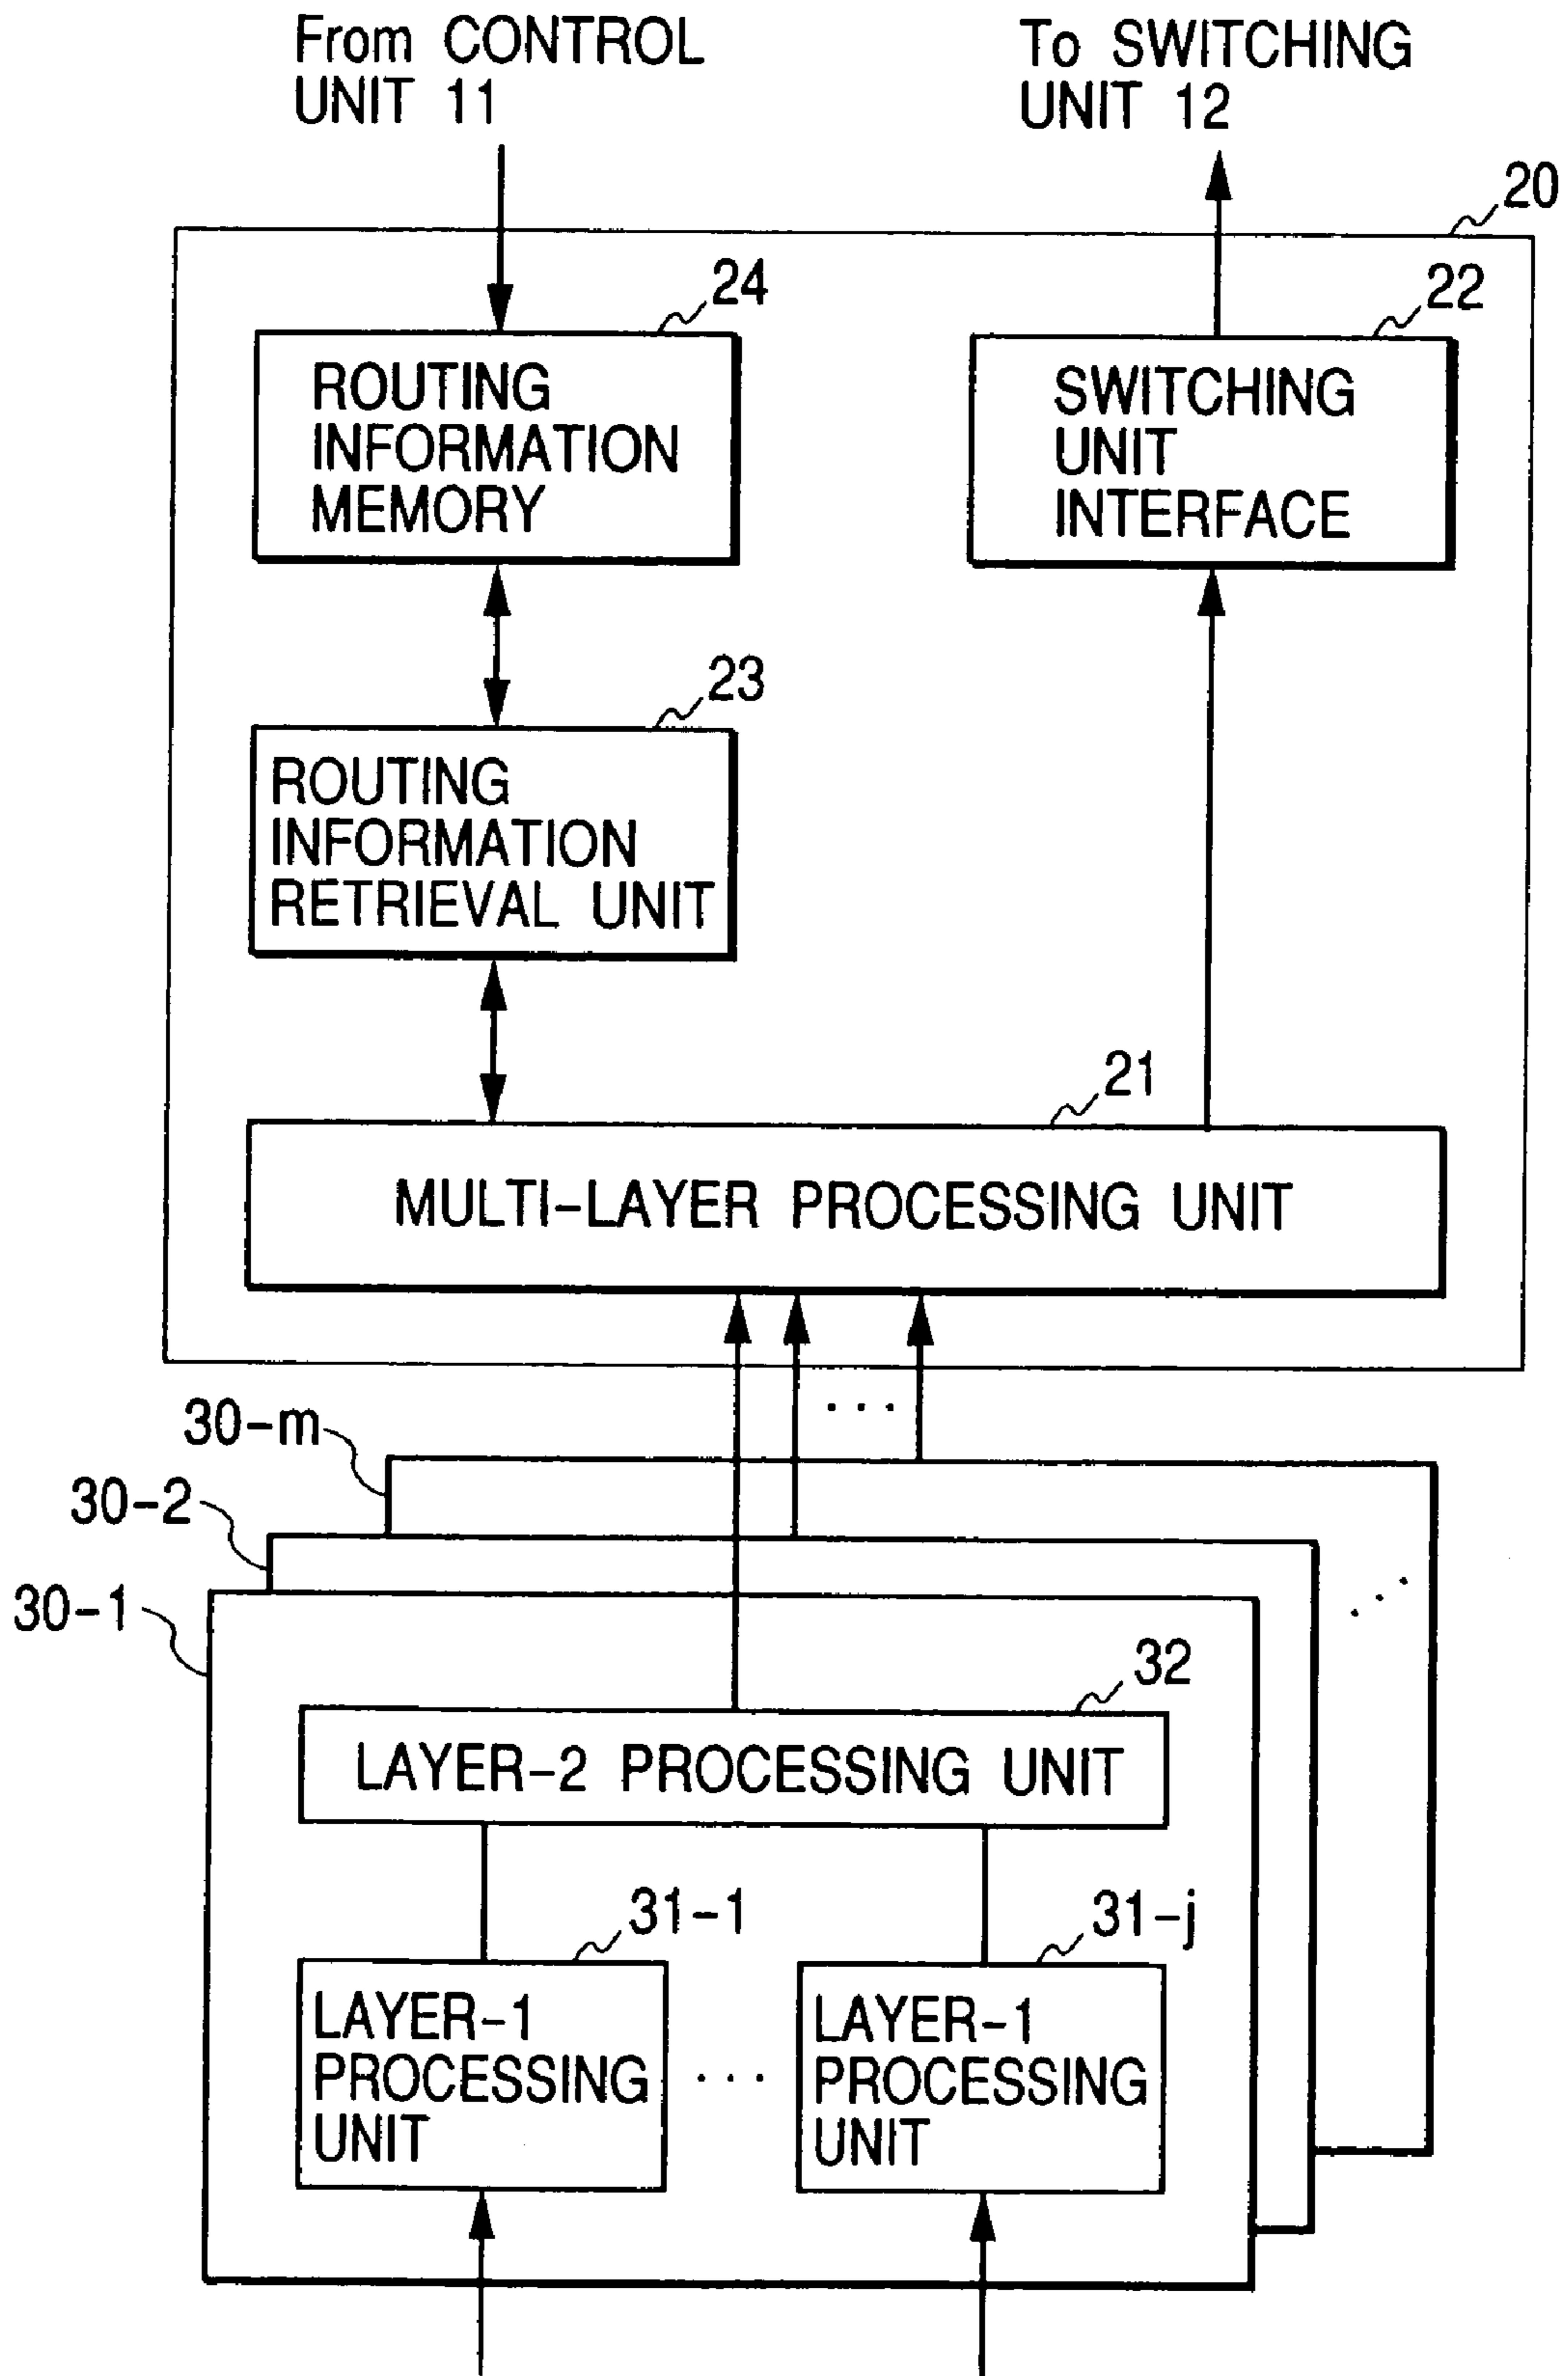 From CONTROL
UNIT 11
To SWITCHING
UNIT 12
20
24
22
ROUTING
INFORMATION
MEMORY
SWITCHING
UNIT
INTERFACE
23
ROUTING
INFORMATION
RETRIEVAL UNIT
21
MULTI-LAYER PROCESSING UNIT
...
30-m
30-2
30-1
...
32
LAYER-2 PROCESSING UNIT
31-1
31-j
LAYER-1
PROCESSING
UNIT
...
LAYER-1
PROCESSING
UNIT